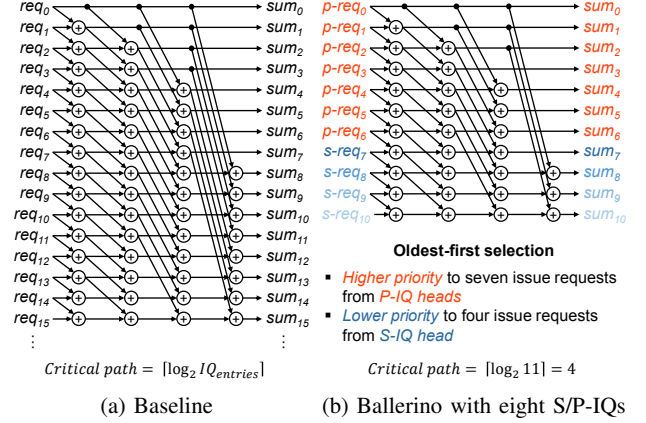 req0 sum0
req1 sum1
req2 sum2
req3 sum3
req4 sum4
req5 sum5
req6 sum6
req7 sum7
req8 sum8
req9 sum9
req10 sum10
req11 sum11
req12 sum12
req13 sum13
req14 sum14
req15 sum15
⋮ ⋮
Critical path = ⌈log2 IQentries⌉
(a) Baseline
p-req0 sum0
p-req1 sum1
p-req2 sum2
p-req3 sum3
p-req4 sum4
p-req5 sum5
p-req6 sum6
s-req7 sum7
s-req8 sum8
s-req9 sum9
s-req10 sum10
Oldest-first selection
▪ Higher priority to seven issue requests
from P-IQ heads
▪ Lower priority to four issue requests
from S-IQ head
Critical path = ⌈log2 11⌉ = 4
(b) Ballerino with eight S/P-IQs